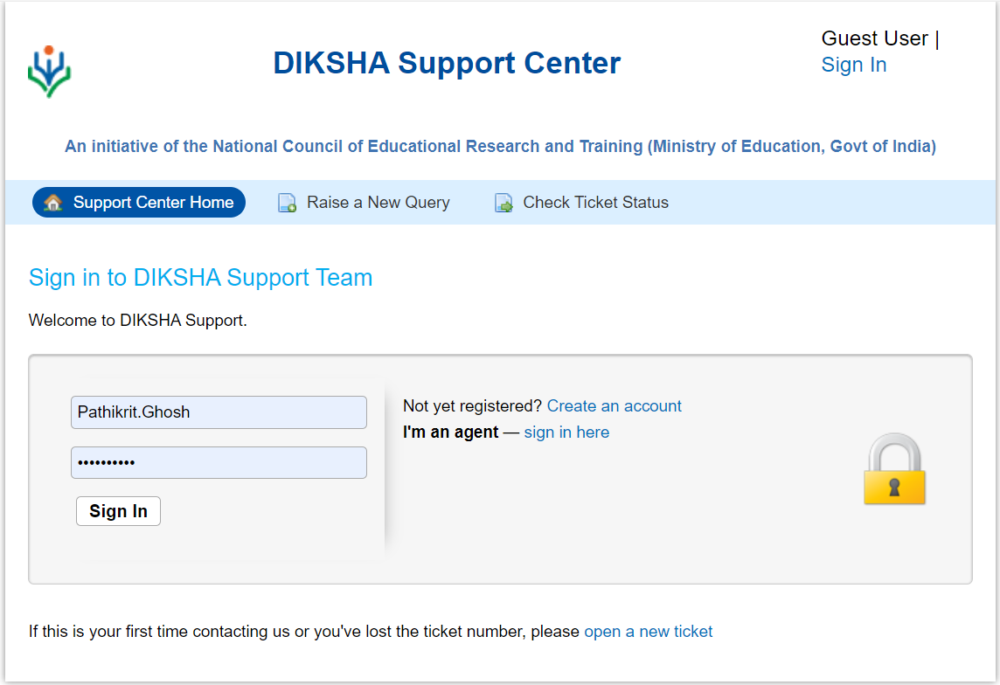 DIKSHA Support Center
Guest User |
Sign In
An initiative of the National Council of Educational Research and Training (Ministry of Education, Govt of India)
Support Center Home
Raise a New Query
Check Ticket Status
Sign in to DIKSHA Support Team
Welcome to DIKSHA Support.
Pathikrit.Ghosh
••••••••••
Sign In
Not yet registered? Create an account
I'm an agent — sign in here
If this is your first time contacting us or you've lost the ticket number, please open a new ticket